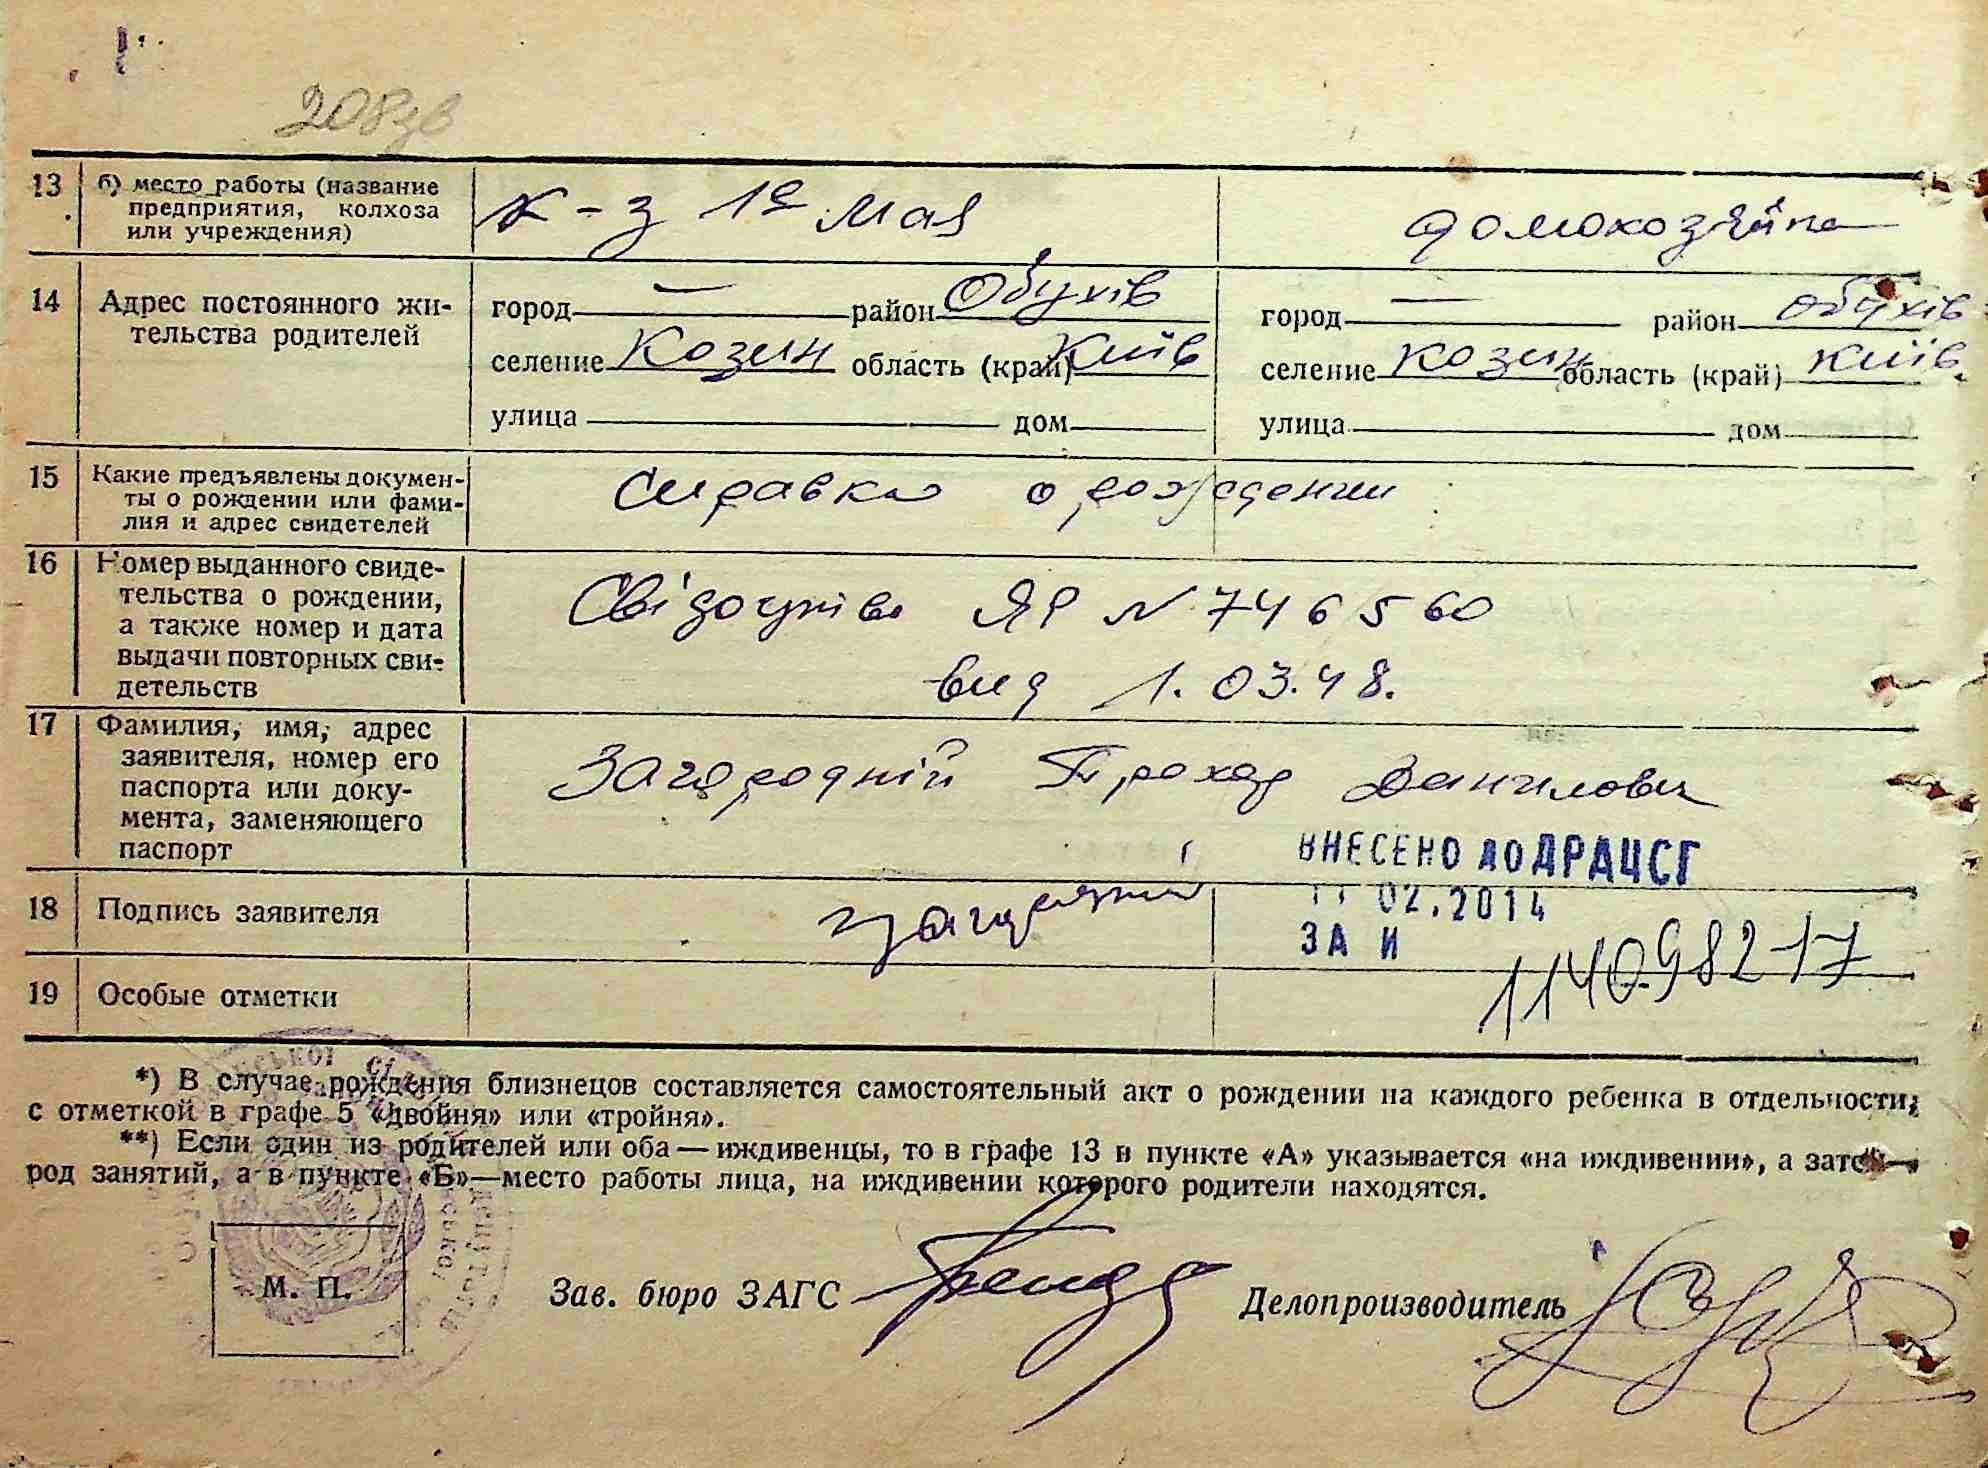 208зв
13 б) место работы (название предприятия, колхоза или учреждения) к-з 1е мая домохозяйка
14 Адрес постоянного жительства родителей
город — район Обухів город — район Обухів
селение Козин область (край) Київ селение Козин область (край) Київ
улица дом улица дом
15 Какие предъявлены документы о рождении или фамилия и адрес свидетелей Справка о рождении
16 Номер выданного свидетельства о рождении, а также номер и дата выдачи повторных свидетельств Свідоцтво ЯР N 746560
вид 1.03.48.
17 Фамилия, имя, адрес заявителя, номер его паспорта или документа, заменяющего паспорт Загородній Прохор Данилович
ВНЕСЕНО ДО ДРАЦСГ
11 02.2014
18 Подпись заявителя
ЗА И 1140982-17
19 Особые отметки
*) В случае рождения близнецов составляется самостоятельный акт о рождении на каждого ребенка в отдельности,
с отметкой в графе 5 «двойня» или «тройня».
**) Если один из родителей или оба — иждивенцы, то в графе 13 в пункте «А» указывается «на иждивении», а затем—
род занятий, а в пункте «Б»—место работы лица, на иждивении которого родители находятся.
М. П. Зав. бюро ЗАГС Делопроизводитель